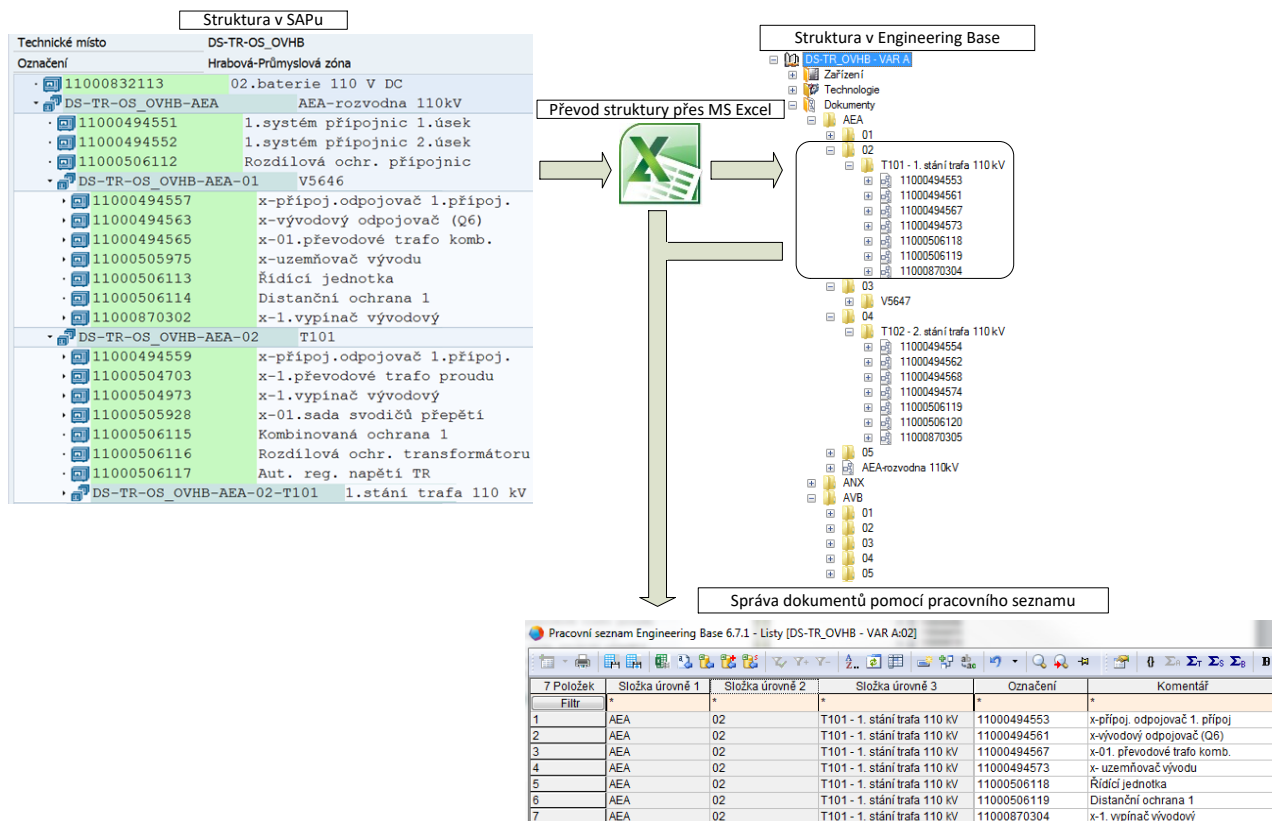 Struktura v SAPu
Technické místo DS-TR-OS_OVHB
Označení Hrabová-Průmyslová zóna
11000832113 02.baterie 110 V DC
DS-TR-OS_OVHB-AEA AEA-rozvodna 110kV
11000494551 1.systém přípojnic 1.úsek
11000494552 1.systém přípojnic 2.úsek
11000506112 Rozdílová ochr. přípojnic
DS-TR-OS_OVHB-AEA-01 V5646
11000494557 x-přípoj.odpojovač 1.přípoj.
11000494563 x-vývodový odpojovač (Q6)
11000494565 x-01.převodové trafo komb.
11000505975 x-uzemňovač vývodu
11000506113 Řídící jednotka
11000506114 Distanční ochrana 1
11000870302 x-1.vypínač vývodový
DS-TR-OS_OVHB-AEA-02 T101
11000494559 x-přípoj.odpojovač 1.přípoj.
11000504703 x-1.převodové trafo proudu
11000504973 x-1.vypínač vývodový
11000505928 x-01.sada svodičů přepětí
11000506115 Kombinovaná ochrana 1
11000506116 Rozdílová ochr. transformátoru
11000506117 Aut. reg. napětí TR
DS-TR-OS_OVHB-AEA-02-T101 1.stání trafa 110 kV
Převod struktury přes MS Excel
Struktura v Engineering Base
DS-TR_OVHB - VAR A
Zařízení
Technologie
Dokumenty
AEA
01
02
T101 - 1. stání trafa 110 kV
11000494553
11000494561
11000494567
11000494573
11000506118
11000506119
11000870304
03
V5647
04
T102 - 2. stání trafa 110 kV
11000494554
11000494562
11000494568
11000494574
11000506119
11000506120
11000870305
05
AEA-rozvodna 110kV
ANX
AVB
01
02
03
04
05
Správa dokumentů pomocí pracovního seznamu
Pracovní seznam Engineering Base 6.7.1 - Listy [DS-TR_OVHB - VAR A:02]
7 Položek Složka úrovně 1 Složka úrovně 2 Složka úrovně 3 Označení Komentář
Filtr * * * * *
1 AEA 02 T101 - 1. stání trafa 110 kV 11000494553 x-přípoj. odpojovač 1. přípoj
2 AEA 02 T101 - 1. stání trafa 110 kV 11000494561 x-vývodový odpojovač (Q6)
3 AEA 02 T101 - 1. stání trafa 110 kV 11000494567 x-01. převodové trafo komb.
4 AEA 02 T101 - 1. stání trafa 110 kV 11000494573 x- uzemňovač vývodu
5 AEA 02 T101 - 1. stání trafa 110 kV 11000506118 Řídící jednotka
6 AEA 02 T101 - 1. stání trafa 110 kV 11000506119 Distanční ochrana 1
7 AEA 02 T101 - 1. stání trafa 110 kV 11000870304 x-1. vypínač vývodový